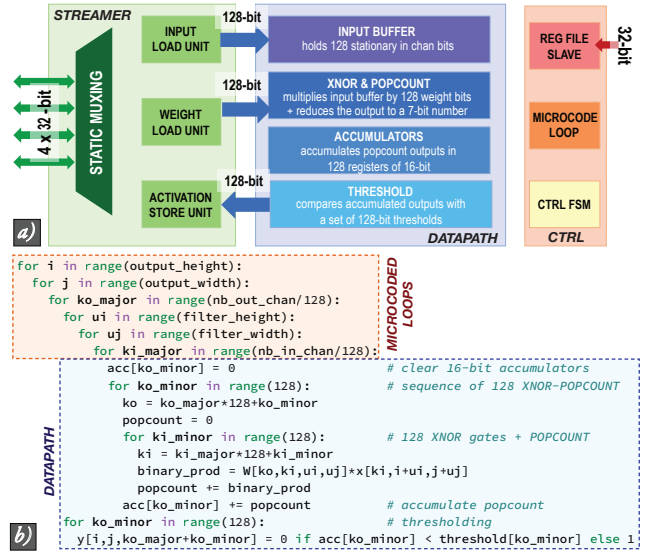 STREAMER
4 x 32-bit
STATIC MUXING
INPUT
LOAD UNIT
WEIGHT
LOAD UNIT
ACTIVATION
STORE UNIT
128-bit
128-bit
128-bit
INPUT BUFFER
holds 128 stationary in chan bits
XNOR & POPCOUNT
multiplies input buffer by 128 weight bits
+ reduces the output to a 7-bit number
ACCUMULATORS
accumulates popcount outputs in
128 registers of 16-bit
THRESHOLD
compares accumulated outputs with
a set of 128-bit thresholds
DATAPATH
REG FILE
SLAVE
32-bit
MICROCODE
LOOP
CTRL FSM
CTRL
a)
for i in range(output_height):
for j in range(output_width):
for ko_major in range(nb_out_chan/128):
for ui in range(filter_height):
for uj in range(filter_width):
for ki_major in range(nb_in_chan/128):
MICROCODED
LOOPS
acc[ko_minor] = 0 # clear 16-bit accumulators
for ko_minor in range(128): # sequence of 128 XNOR-POPCOUNT
ko = ko_major*128+ko_minor
popcount = 0
for ki_minor in range(128): # 128 XNOR gates + POPCOUNT
ki = ki_major*128+ki_minor
binary_prod = W[ko,ki,ui,uj]*x[ki,i+ui,j+uj]
popcount += binary_prod
acc[ko_minor] += popcount # accumulate popcount
for ko_minor in range(128): # thresholding
y[i,j,ko_major+ko_minor] = 0 if acc[ko_minor] < threshold[ko_minor] else 1
DATAPATH
b)